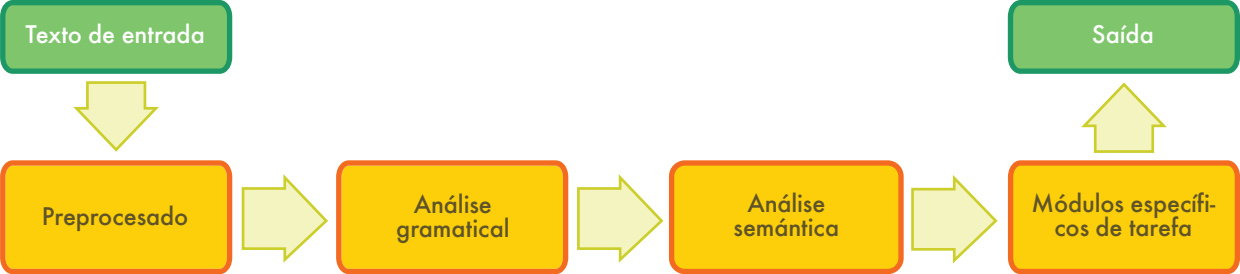 Texto de entrada
Saída
Preprocesado
Análise
gramatical
Análise
semántica
Módulos específi-
cos de tarefa